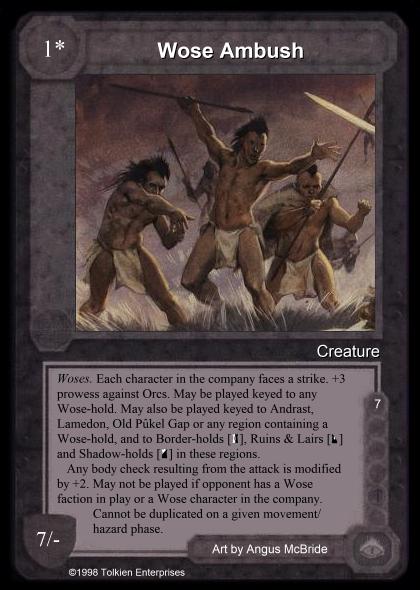 1*
Wose Ambush
Creature
Woses. Each character in the company faces a strike. +3
prowess against Orcs. May be played keyed to any
Wose-hold. May also be played keyed to Andrast,
Lamedon, Old Pûkel Gap or any region containing a
Wose-hold, and to Border-holds [], Ruins & Lairs []
and Shadow-holds [] in these regions.
Any body check resulting from the attack is modified
by +2. May not be played if opponent has a Wose
faction in play or a Wose character in the company.
Cannot be duplicated on a given movement/
hazard phase.
7
7/-
Art by Angus McBride
©1998 Tolkien Enterprises